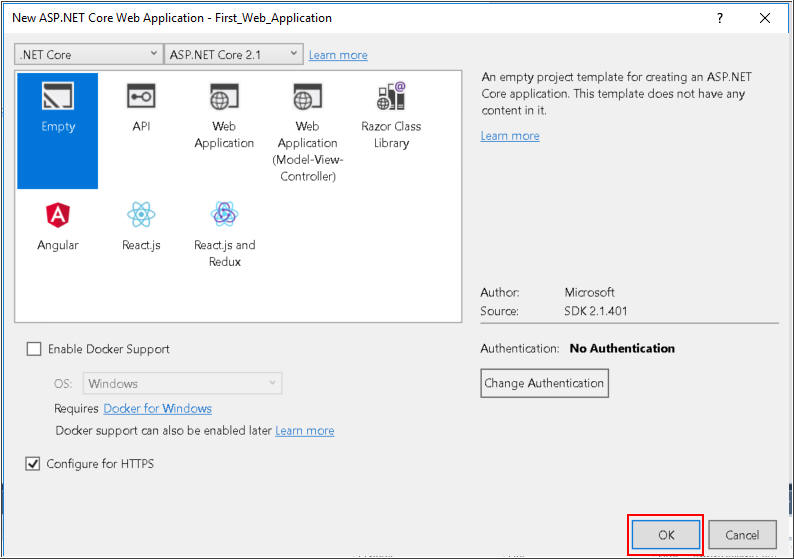 New ASP.NET Core Web Application - First_Web_Application
? 
.NET Core
ASP.NET Core 2.1
Learn more
Empty
API
Web
Application
Web
Application
(Model-View-
Controller)
Razor Class
Library
Angular
React.js
React.js and
Redux
An empty project template for creating an ASP.NET
Core application. This template does not have any
content in it.
Learn more
Author: Microsoft
Source: SDK 2.1.401
Enable Docker Support
OS: Windows
Requires Docker for Windows
Docker support can also be enabled later Learn more
Configure for HTTPS
Authentication: No Authentication
Change Authentication
OK
Cancel